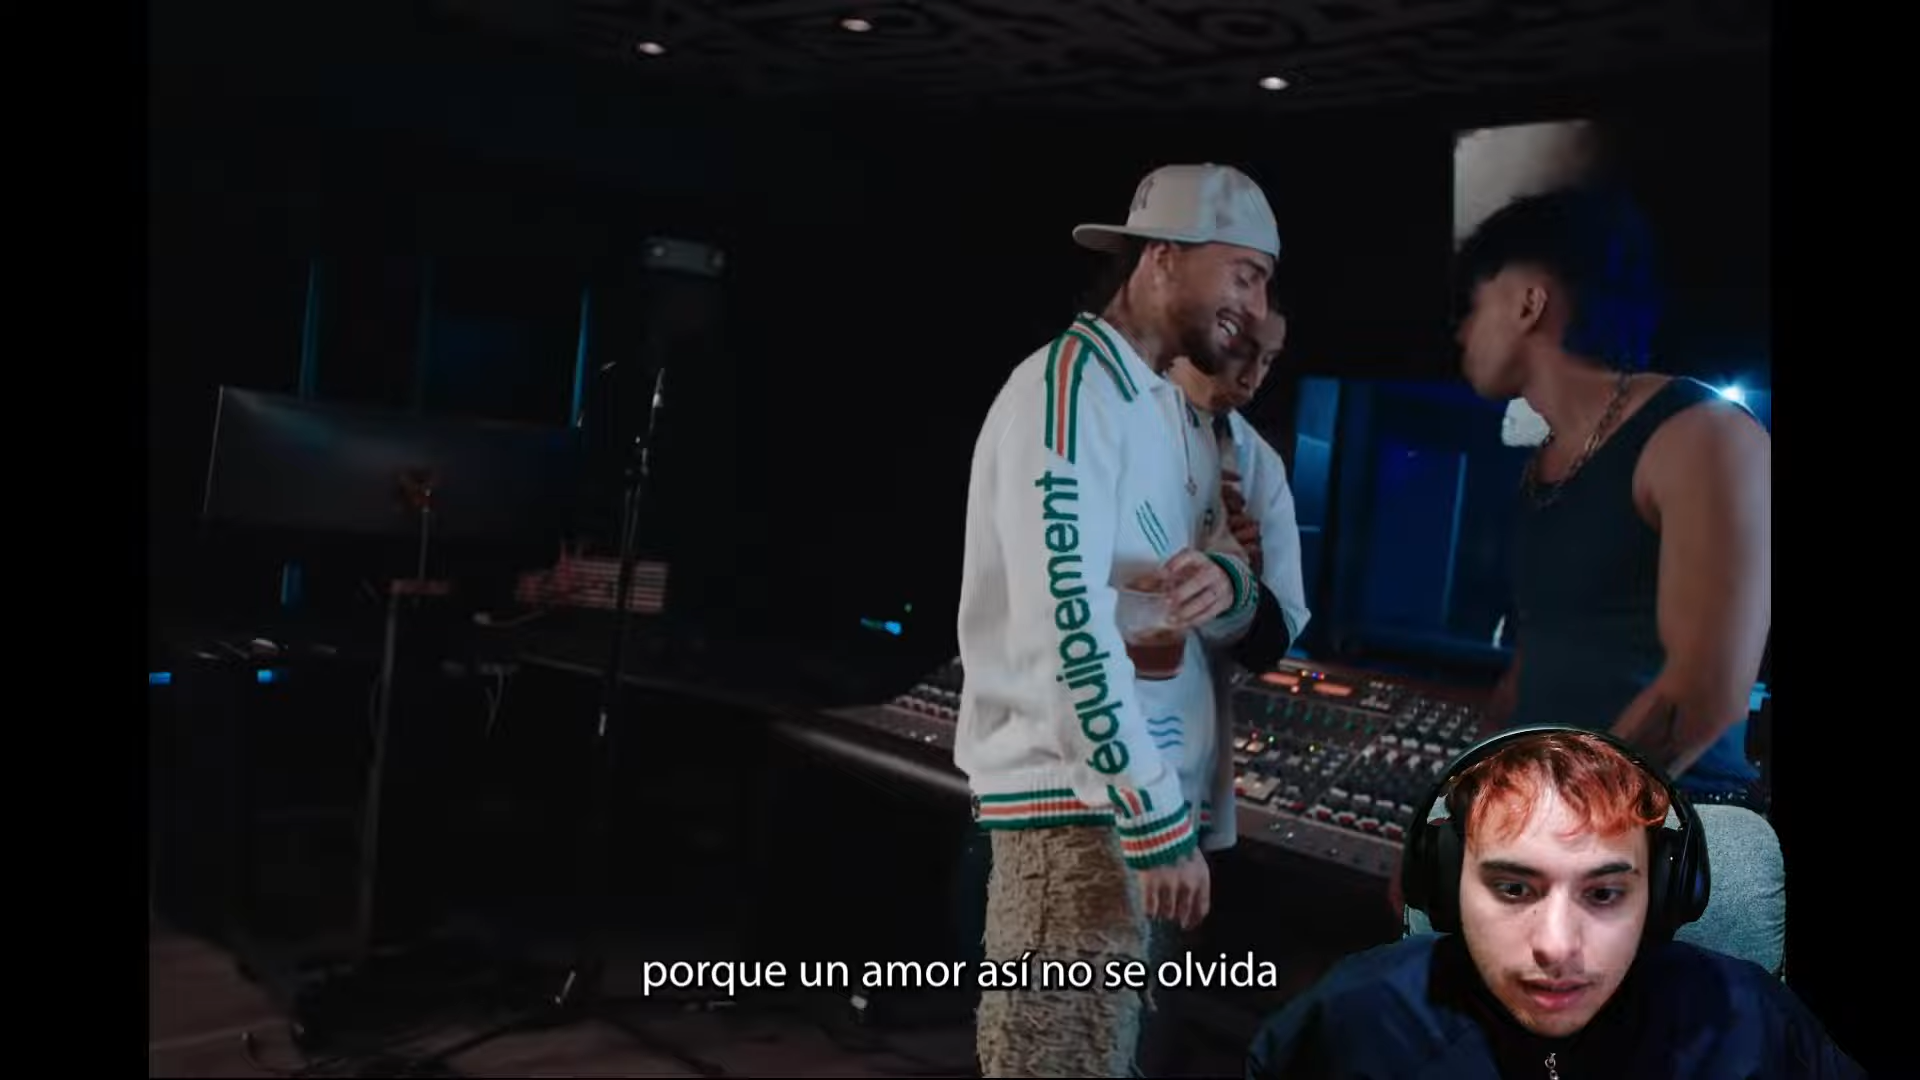 équipement
porque un amor así no se olvida